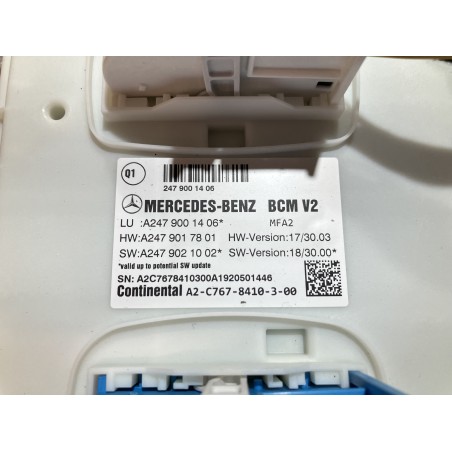 Q1
247 900 14 06
MERCEDES-BENZ BCM V2
LU :A247 900 14 06* MFA2
HW:A247 901 78 01 HW-Version:17/30.03
SW:A247 902 10 02* SW-Version:18/30.00*
*valid up to potential SW update
SN: A2C7678410300A1920501446
Continental A2-C767-8410-3-00